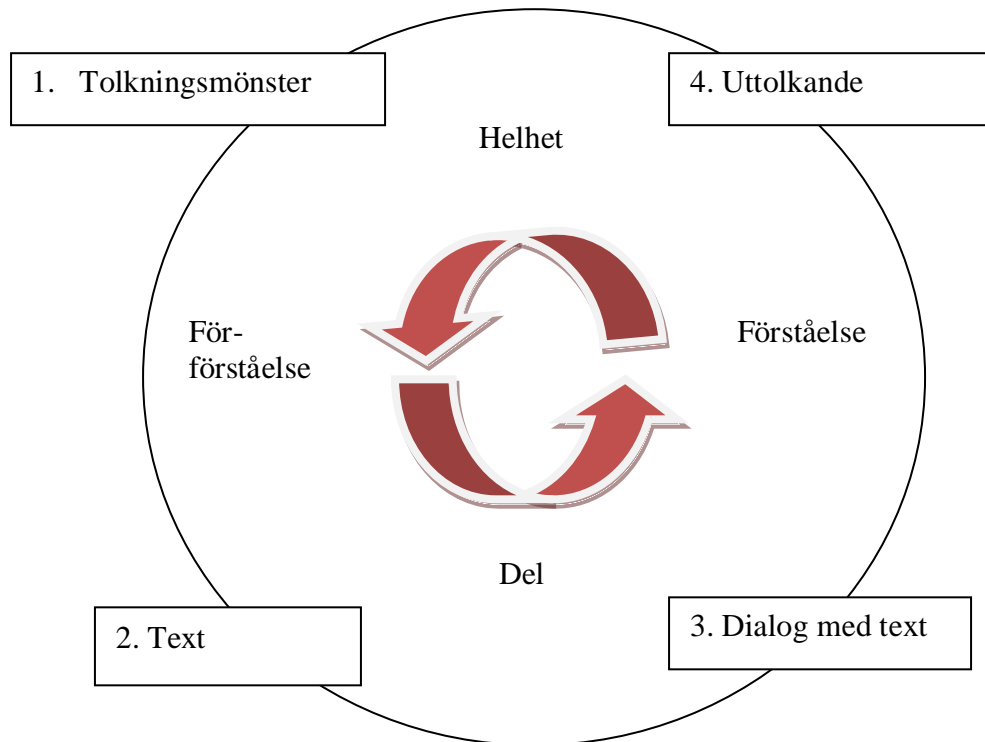 1. Tolkningsmönster
4. Uttolkande
Helhet
För-
förståelse
Förståelse
Del
2. Text
3. Dialog med text